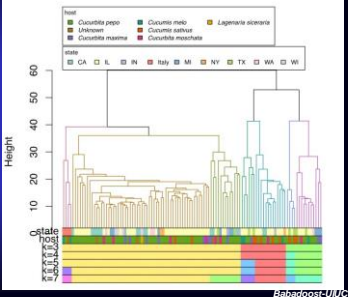 host
Cucurbita pepo Cucumis melo Lagenaria siceraria
Unknown Cucumis sativus
Cucurbita maxima Cucurbita moschata
state
CA IL IN Italy MI NY TX WA WI
60
50
40
30
20
10
0
Height
state
host
K=3
K=4
K=5
K=6
K=7
Babadoost-UIUC